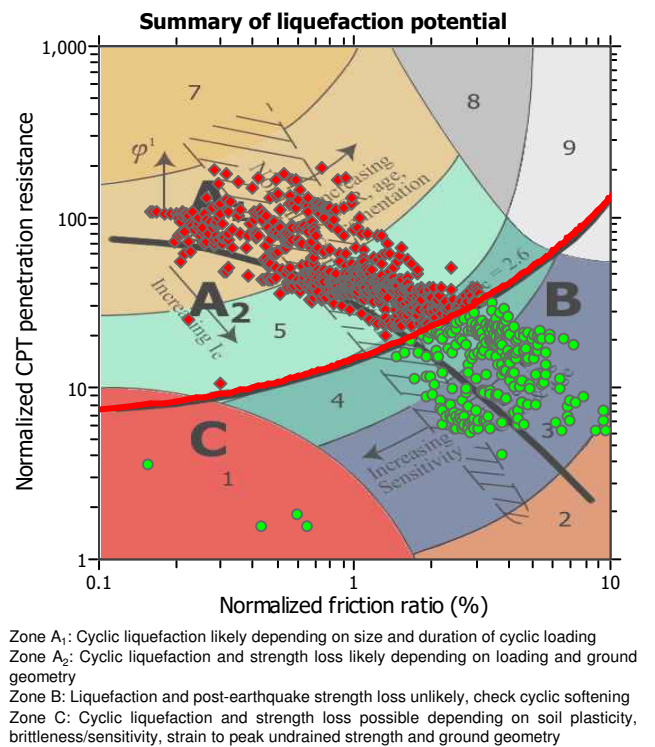 Summary of liquefaction potential
Normalized CPT penetration resistance
1,000
100
10
1
7
8
9
φ¹
Increasing
age,
A₂
Increasing Ic
= 2.6
B
5
4
3
C
1
Increasing
Sensitivity
2
0.1
1
10
Normalized friction ratio (%)
Zone A₁: Cyclic liquefaction likely depending on size and duration of cyclic loading
Zone A₂: Cyclic liquefaction and strength loss likely depending on loading and ground
geometry
Zone B: Liquefaction and post-earthquake strength loss unlikely, check cyclic softening
Zone C: Cyclic liquefaction and strength loss possible depending on soil plasticity,
brittleness/sensitivity, strain to peak undrained strength and ground geometry